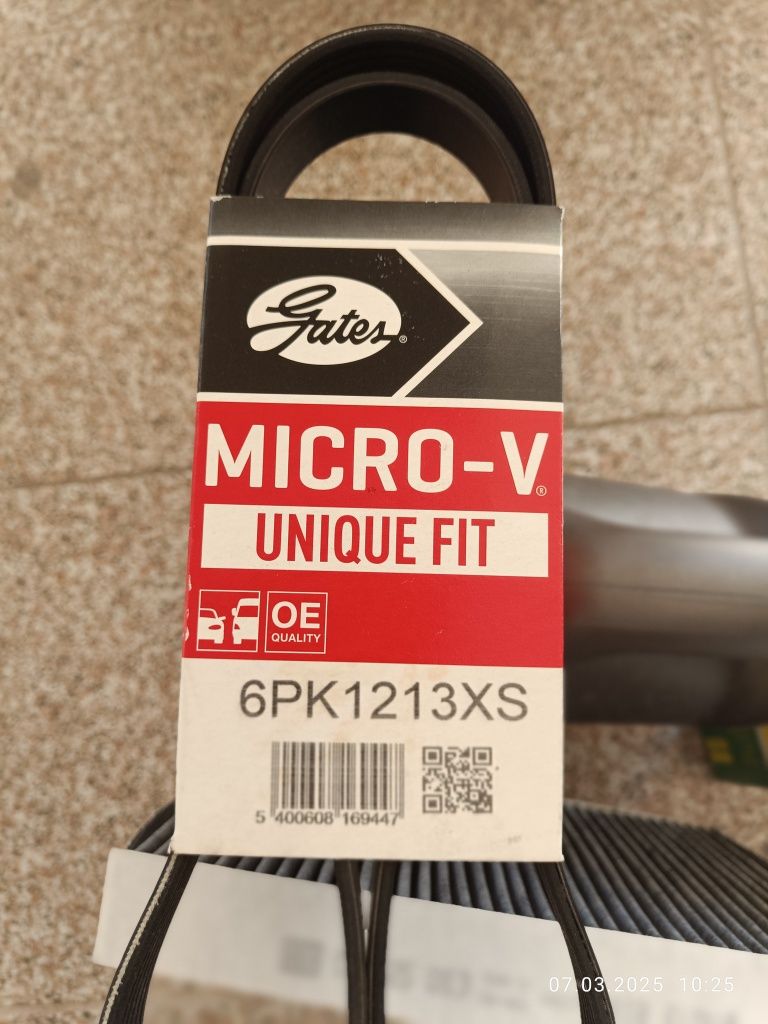 Gates®
MICRO-V®
UNIQUE FIT
OE
QUALITY
6PK1213XS
5 400608 169447
07.03.2025 10:25